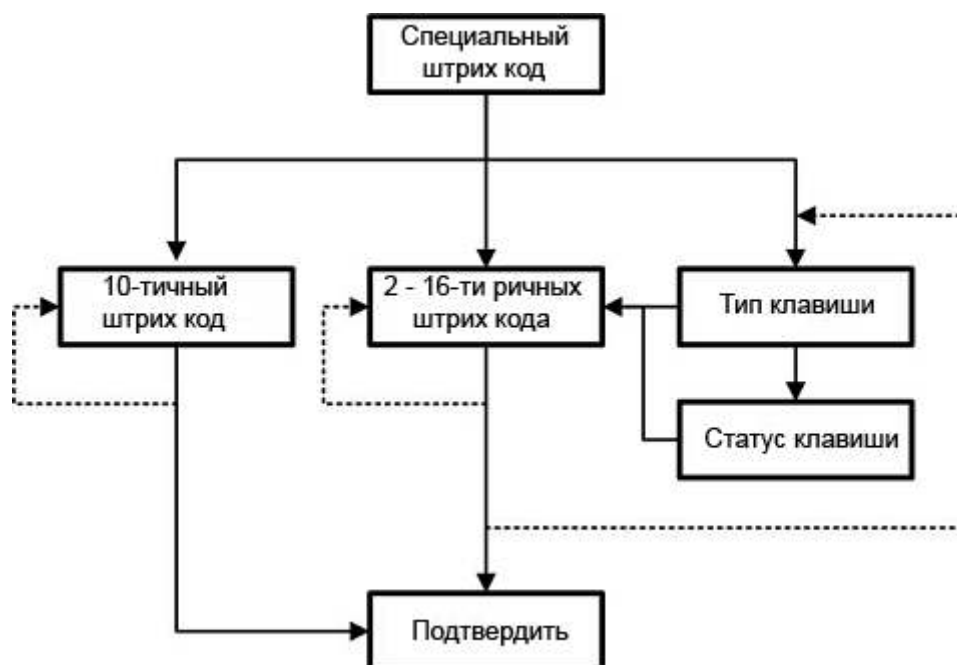 Специальный
штрих код
10-тичный
штрих код
2 - 16-ти ричных
штрих кода
Тип клавиши
Статус клавиши
Подтвердить